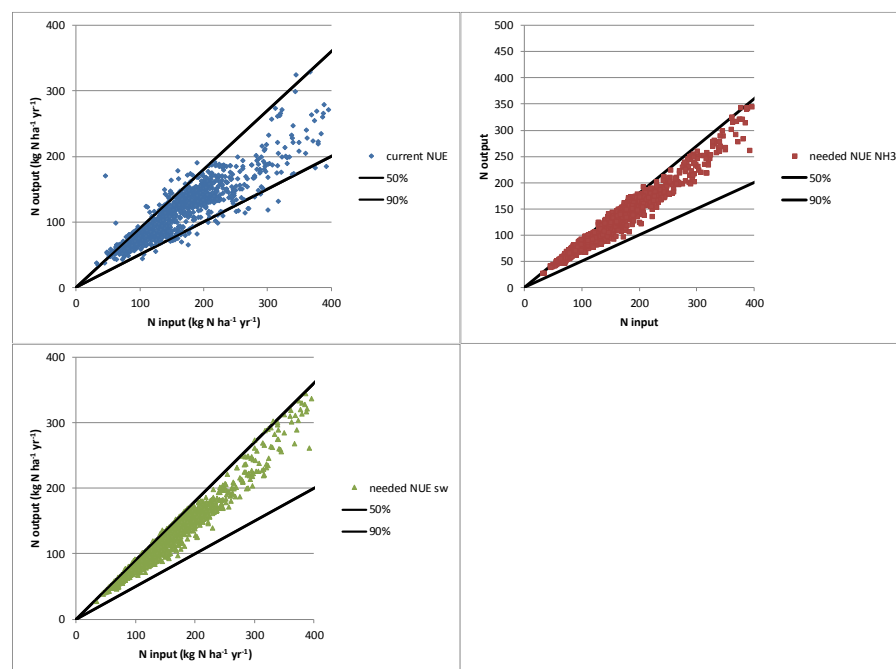 400
300
200
100
0
N output (kg N ha⁻¹ yr⁻¹)
0 100 200 300 400
N input (kg N ha⁻¹ yr⁻¹)
current NUE
50%
90%
500
450
400
350
300
250
200
150
100
50
0
N output
0 100 200 300 400
N input
needed NUE NH3
50%
90%
400
300
200
100
0
N output (kg N ha⁻¹ yr⁻¹)
0 100 200 300 400
N input (kg N ha⁻¹ yr⁻¹)
needed NUE sw
50%
90%